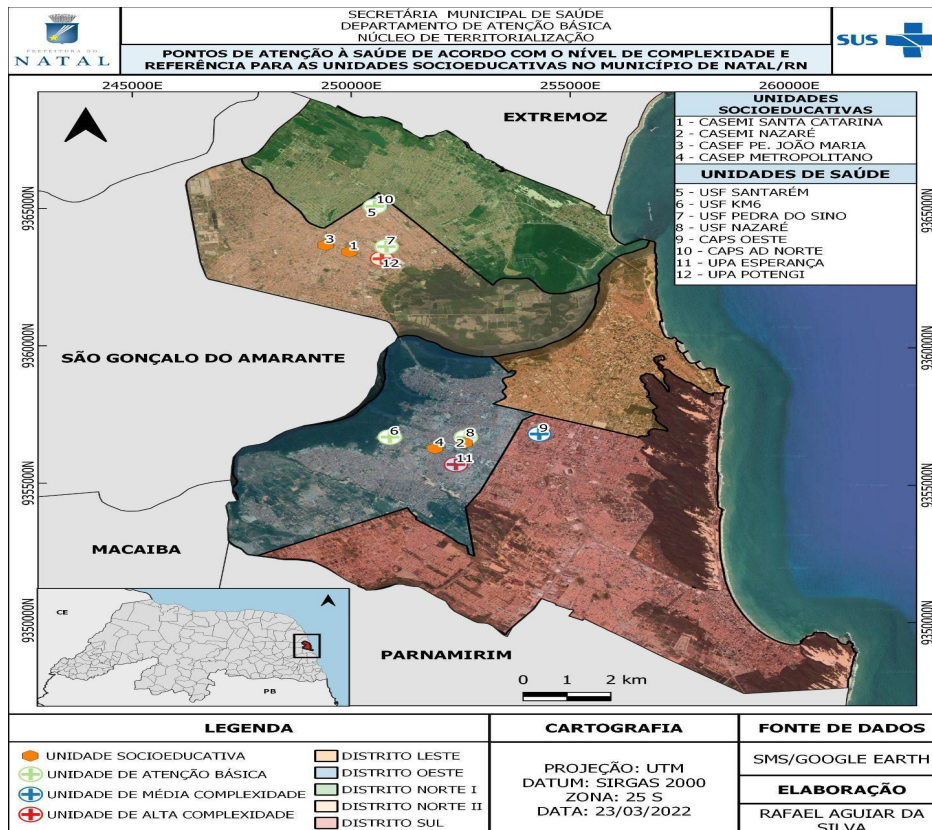 PREFEITURA DO
NATAL
SECRETÁRIA MUNICIPAL DE SAÚDE
DEPARTAMENTO DE ATENÇÃO BÁSICA
NÚCLEO DE TERRITORIALIZAÇÃO
PONTOS DE ATENÇÃO À SAÚDE DE ACORDO COM O NÍVEL DE COMPLEXIDADE E
REFERÊNCIA PARA AS UNIDADES SOCIOEDUCATIVAS NO MUNICÍPIO DE NATAL/RN
SUS
245000E
250000E
255000E
260000E
UNIDADES
SOCIOEDUCATIVAS
1 - CASEMI SANTA CATARINA
2 - CASEMI NAZARÉ
3 - CASEF PE. JOÃO MARIA
4 - CASEP METROPOLITANO
UNIDADES DE SAÚDE
5 - USF SANTARÉM
6 - USF KM6
7 - USF PEDRA DO SINO
8 - USF NAZARÉ
9 - CAPS OESTE
10 - CAPS AD NORTE
11 - UPA ESPERANÇA
12 - UPA POTENGI
EXTREMOZ
9365000N
9365000N
10
5
3
1
7
12
9360000N
9360000N
SÃO GONÇALO DO AMARANTE
6
4
8
2
9
11
9355000N
9355000N
MACAIBA
9350000N
9350000N
PARNAMIRIM
CE
PB
0 1 2 km
LEGENDA
UNIDADE SOCIOEDUCATIVA
UNIDADE DE ATENÇÃO BÁSICA
UNIDADE DE MÉDIA COMPLEXIDADE
UNIDADE DE ALTA COMPLEXIDADE
DISTRITO LESTE
DISTRITO OESTE
DISTRITO NORTE I
DISTRITO NORTE II
DISTRITO SUL
CARTOGRAFIA
PROJEÇÃO: UTM
DATUM: SIRGAS 2000
ZONA: 25 S
DATA: 23/03/2022
FONTE DE DADOS
SMS/GOOGLE EARTH
ELABORAÇÃO
RAFAEL AGUIAR DA
SILVA